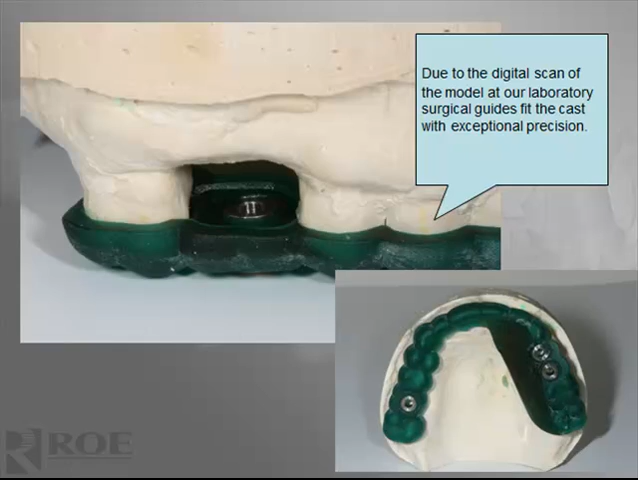 Due to the digital scan of
the model at our laboratory
surgical guides fit the cast
with exceptional precision.
ROE